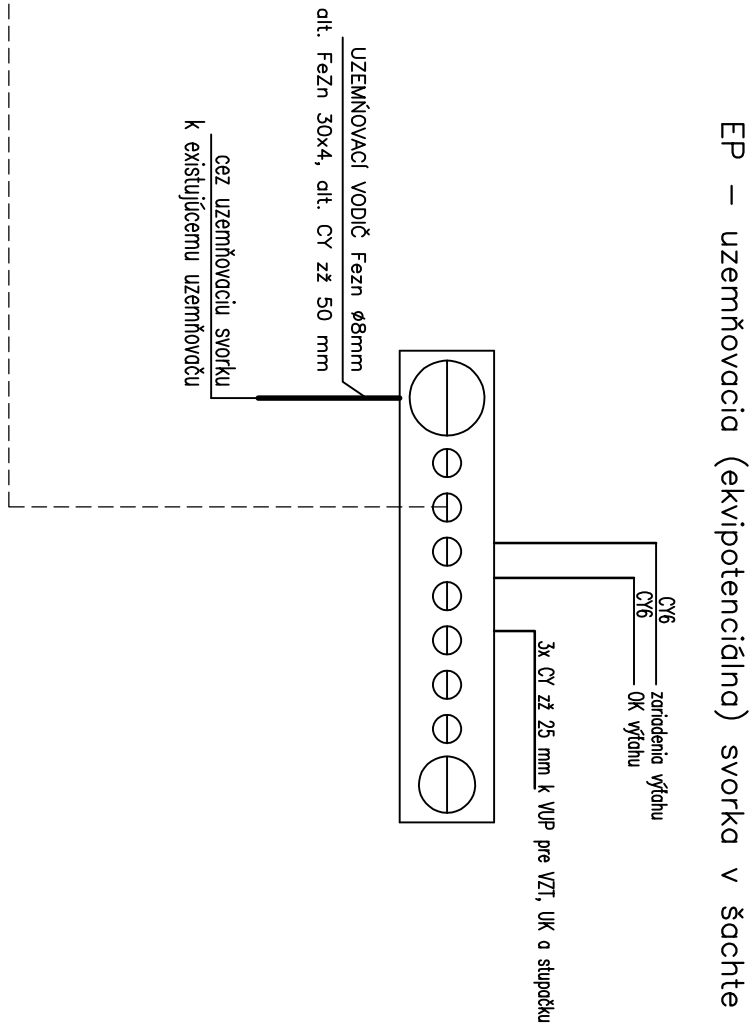 EP – uzemňovacia (ekvipotenciálna) svorka v šachte
CY6
zariadenia výťahu
CY6
OK výťahu
3x CY zž 25 mm k VUP pre VZT, UK a stupačku
UZEMŇOVACÍ VODIČ Fezn ø8mm
alt. FeZn 30x4, alt. CY zž 50 mm
cez uzemňovaciu svorku
k existujúcemu uzemňovaču